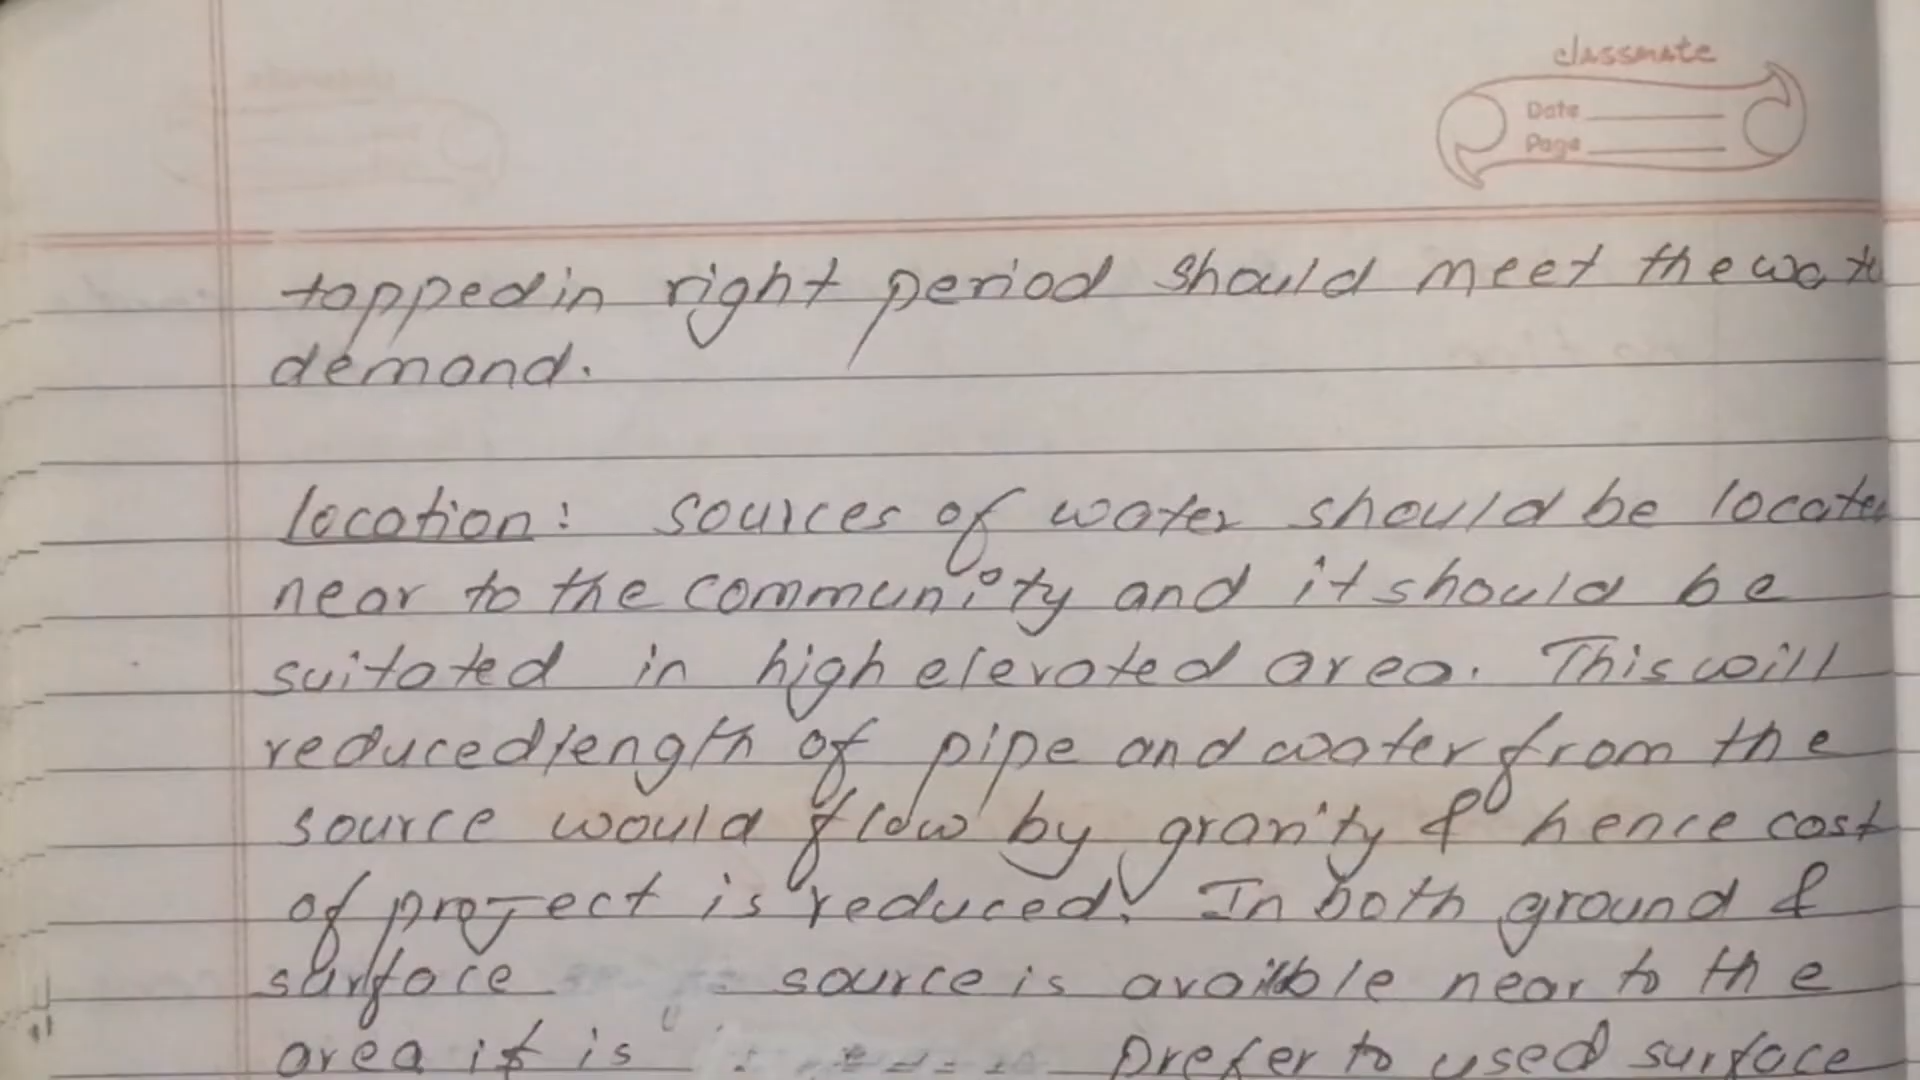 classmate
Date
Page
tapped in right period should meet the wate
demand.
location: sources of water should be locate
near to the community and it should be
suitated in high elevated area. This will
reduced length of pipe and water from the
source would flow by gravity & hence cost
of project is reduced. In both ground &
surface source is availble near to the
area it is prefer to used surface